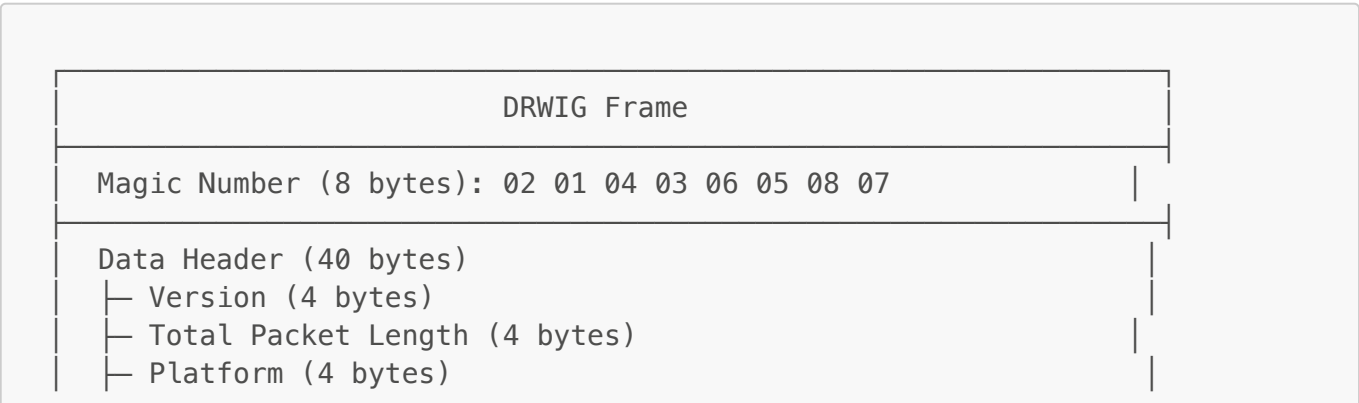 DRWIG Frame
Magic Number (8 bytes): 02 01 04 03 06 05 08 07
Data Header (40 bytes)
├─ Version (4 bytes)
├─ Total Packet Length (4 bytes)
├─ Platform (4 bytes)